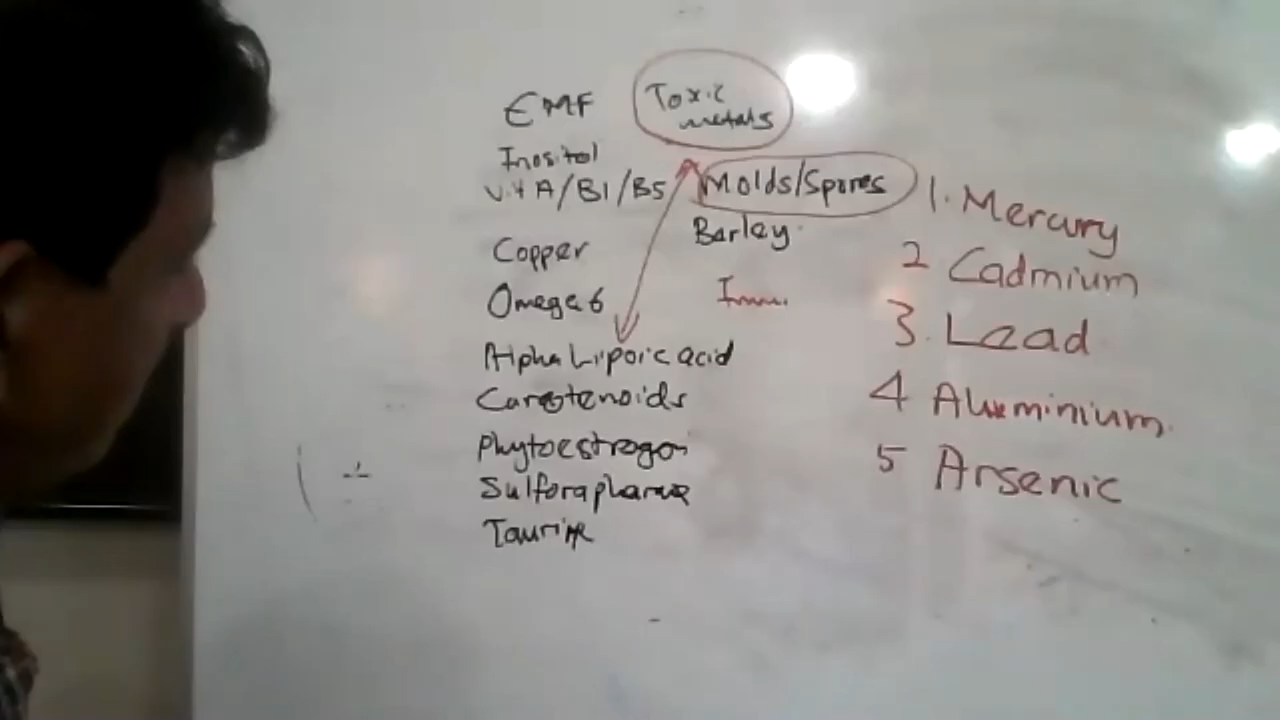 EMF
Toxic
metals
Inositol
Vit A/B1/B5
Molds/Spores
Barley
Copper
Omega 6
Alpha Lipoic acid
Carotenoids
Phytoestrogen
Sulforaphane
Taurine
1. Mercury
2 Cadmium
3. Lead
4 Aluminium
5 Arsenic